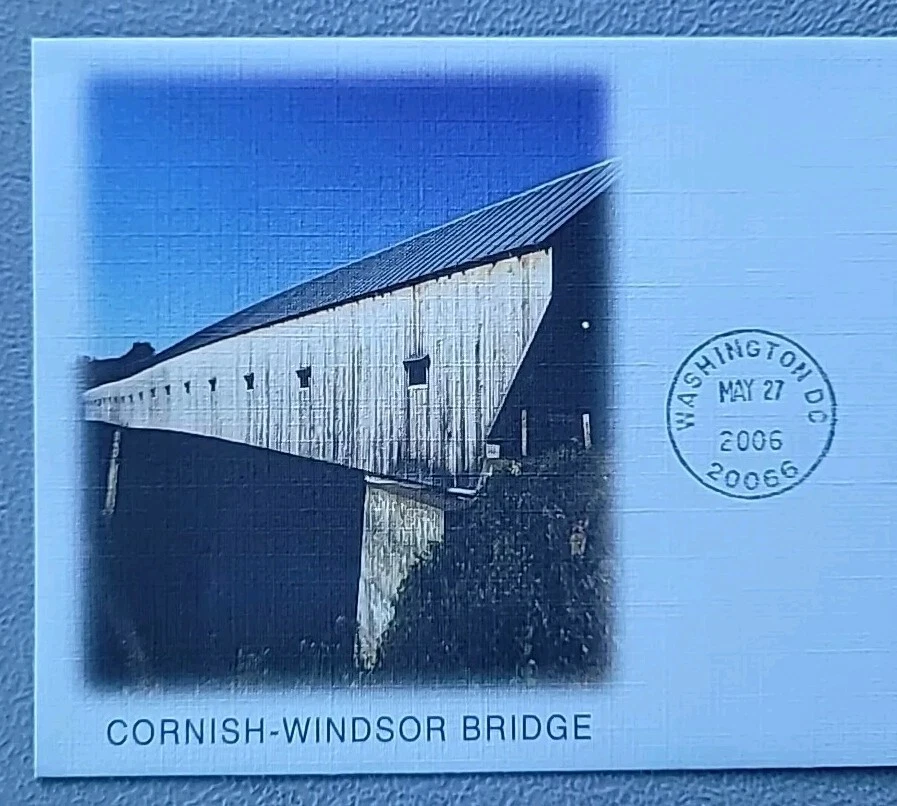 WASHINGTON DC
MAY 27
2006
20066
CORNISH-WINDSOR BRIDGE